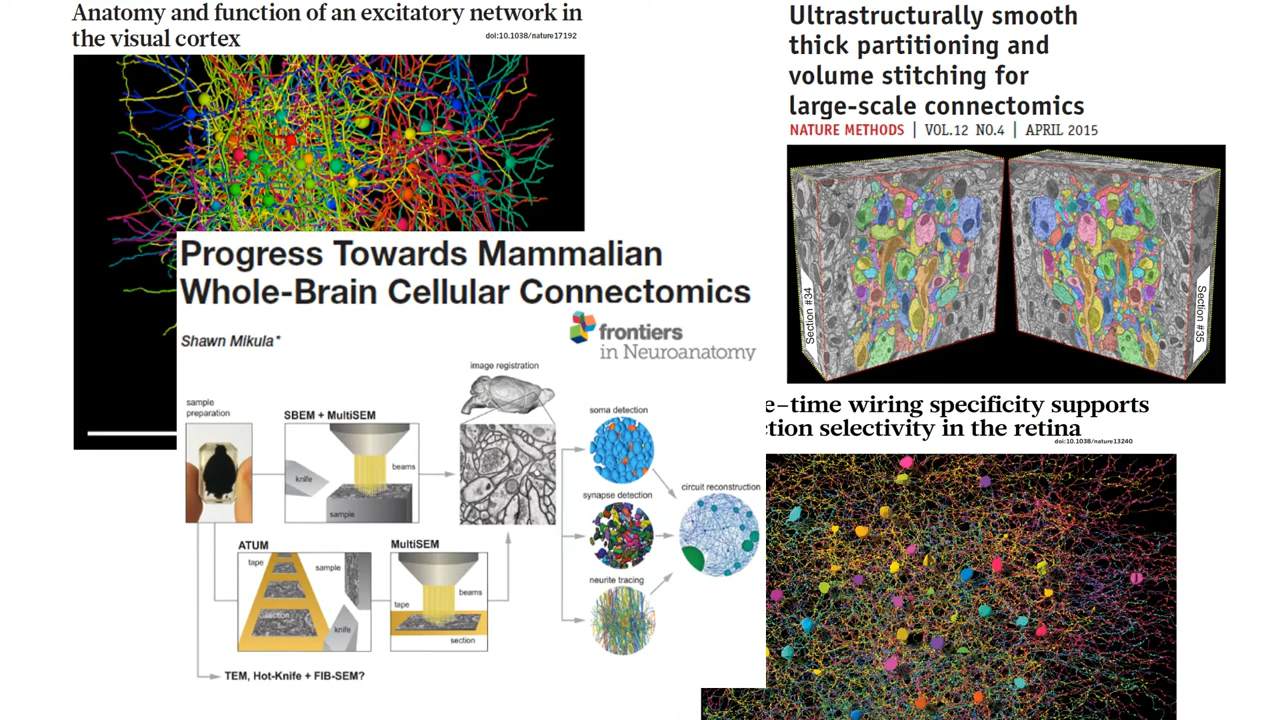 Anatomy and function of an excitatory network in
the visual cortex
doi:10.1038/nature17192
Ultrastructurally smooth
thick partitioning and
volume stitching for
large-scale connectomics
NATURE METHODS | VOL.12 NO.4 | APRIL 2015
Section #34
Section #35
Progress Towards Mammalian
Whole-Brain Cellular Connectomics
Shawn Mikula*
frontiers
in Neuroanatomy
image registration
sample
preparation
SBEM + MultiSEM
knife
beams
sample
soma detection
synapse detection
neurite tracing
circuit reconstruction
ATUM
tape
sample
section
knife
MultiSEM
beams
tape
section
TEM, Hot-Knife + FIB-SEM?
e–time wiring specificity supports
ction selectivity in the retina
doi:10.1038/nature13240